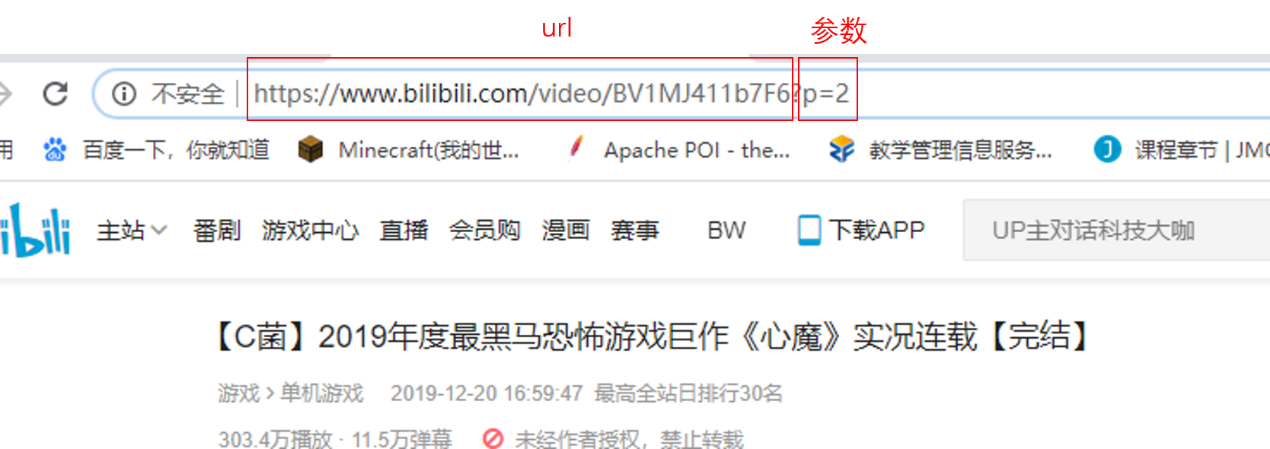 url 参数
不安全 https://www.bilibili.com/video/BV1MJ411b7F6?p=2
用 百度一下，你就知道 Minecraft(我的世... Apache POI - the... 教学管理信息服务... J 课程章节 | JMO
ibili 主站 番剧 游戏中心 直播 会员购 漫画 赛事 BW 下载APP UP主对话科技大咖
【C菌】2019年度最黑马恐怖游戏巨作《心魔》实况连载【完结】
游戏 > 单机游戏 2019-12-20 16:59:47 最高全站日排行30名
303.4万播放 · 11.5万弹幕 未经作者授权，禁止转载